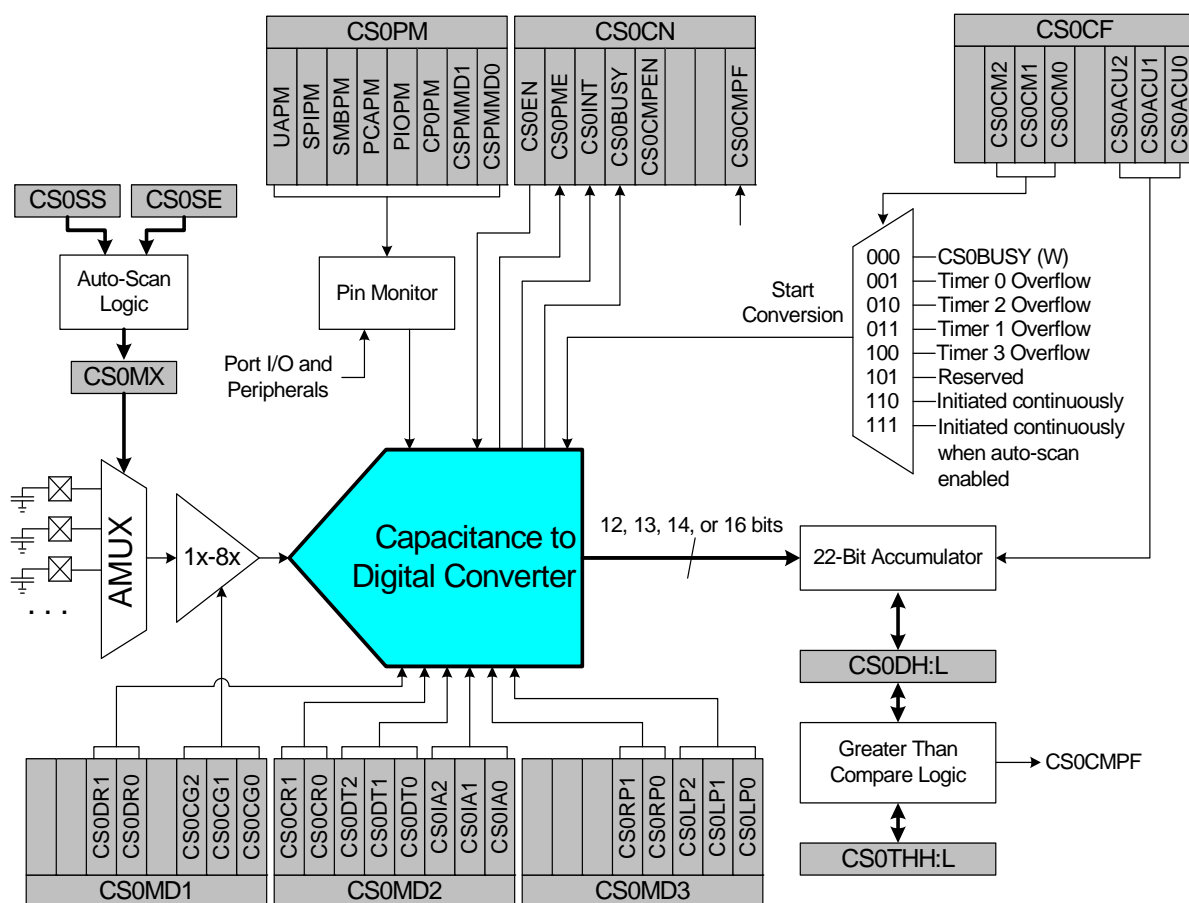 CS0PM
UAPM
SPIPM
SMBPM
PCAPM
PIOPM
CP0PM
CSPMMD1
CSPMMD0
CS0CN
CS0EN
CS0PME
CS0INT
CS0BUSY
CS0CMPEN
CS0CMPF
CS0CF
CS0CM2
CS0CM1
CS0CM0
CS0ACU2
CS0ACU1
CS0ACU0
CS0SS
CS0SE
Auto-Scan
Logic
CS0MX
Pin Monitor
Port I/O and
Peripherals
Start
Conversion
000 CS0BUSY (W)
001 Timer 0 Overflow
010 Timer 2 Overflow
011 Timer 1 Overflow
100 Timer 3 Overflow
101 Reserved
110 Initiated continuously
111 Initiated continuously
when auto-scan
enabled
AMUX
. . .
1x-8x
Capacitance to
Digital Converter
12, 13, 14, or 16 bits
22-Bit Accumulator
CS0DH:L
Greater Than
Compare Logic
CS0CMPF
CS0THH:L
CS0DR1
CS0DR0
CS0CG2
CS0CG1
CS0CG0
CS0MD1
CS0CR1
CS0CR0
CS0DT2
CS0DT1
CS0DT0
CS0IA2
CS0IA1
CS0IA0
CS0MD2
CS0RP1
CS0RP0
CS0LP2
CS0LP1
CS0LP0
CS0MD3